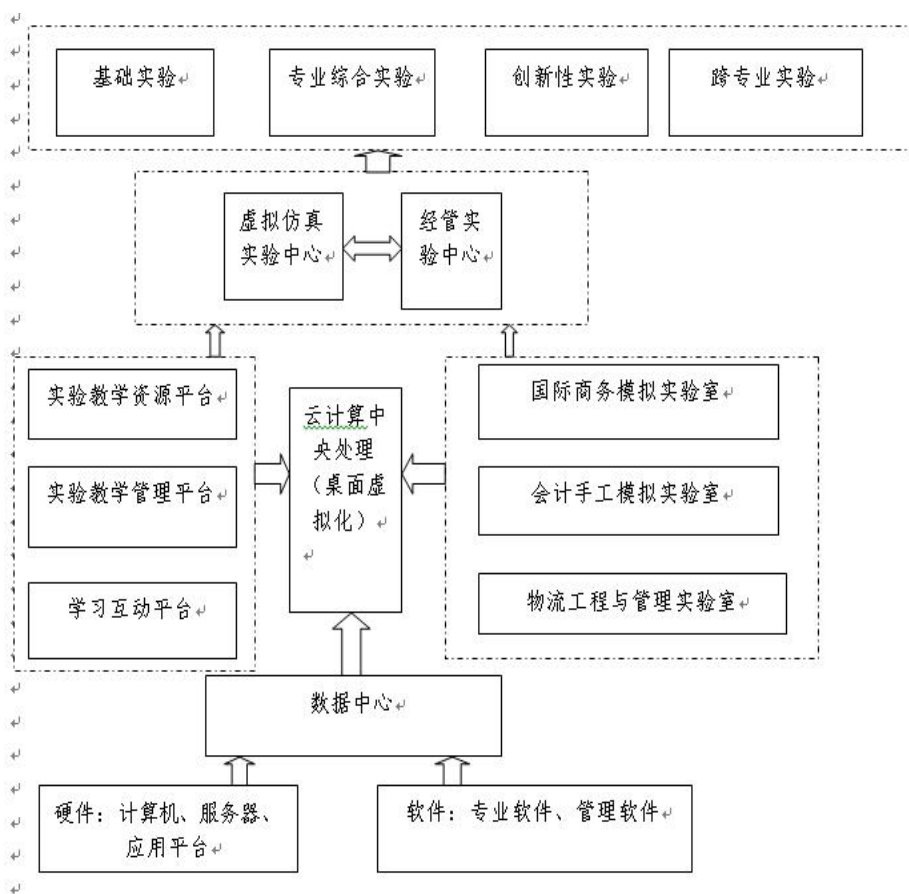 基础实验
专业综合实验
创新性实验
跨专业实验
虚拟仿真
实验中心
经管实
验中心
实验教学资源平台
实验教学管理平台
学习互动平台
云计算中
央处理
（桌面虚
拟化）
国际商务模拟实验室
会计手工模拟实验室
物流工程与管理实验室
数据中心
硬件：计算机、服务器、
应用平台
软件：专业软件、管理软件